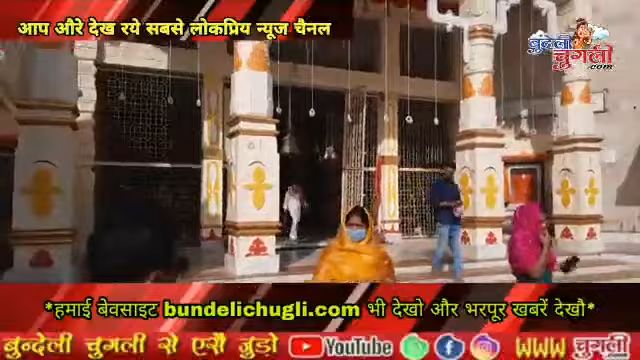 आप औरे देख रये सबसे लोकप्रिय न्यूज चैनल
बुन्देली
चुगली
.com
*हमाई बेवसाइट bundelichugli.com भी देखो और भरपूर खबरें देखौ*
बुन्देली चुगली से एसें जुड़ो YouTube WWW चुगली